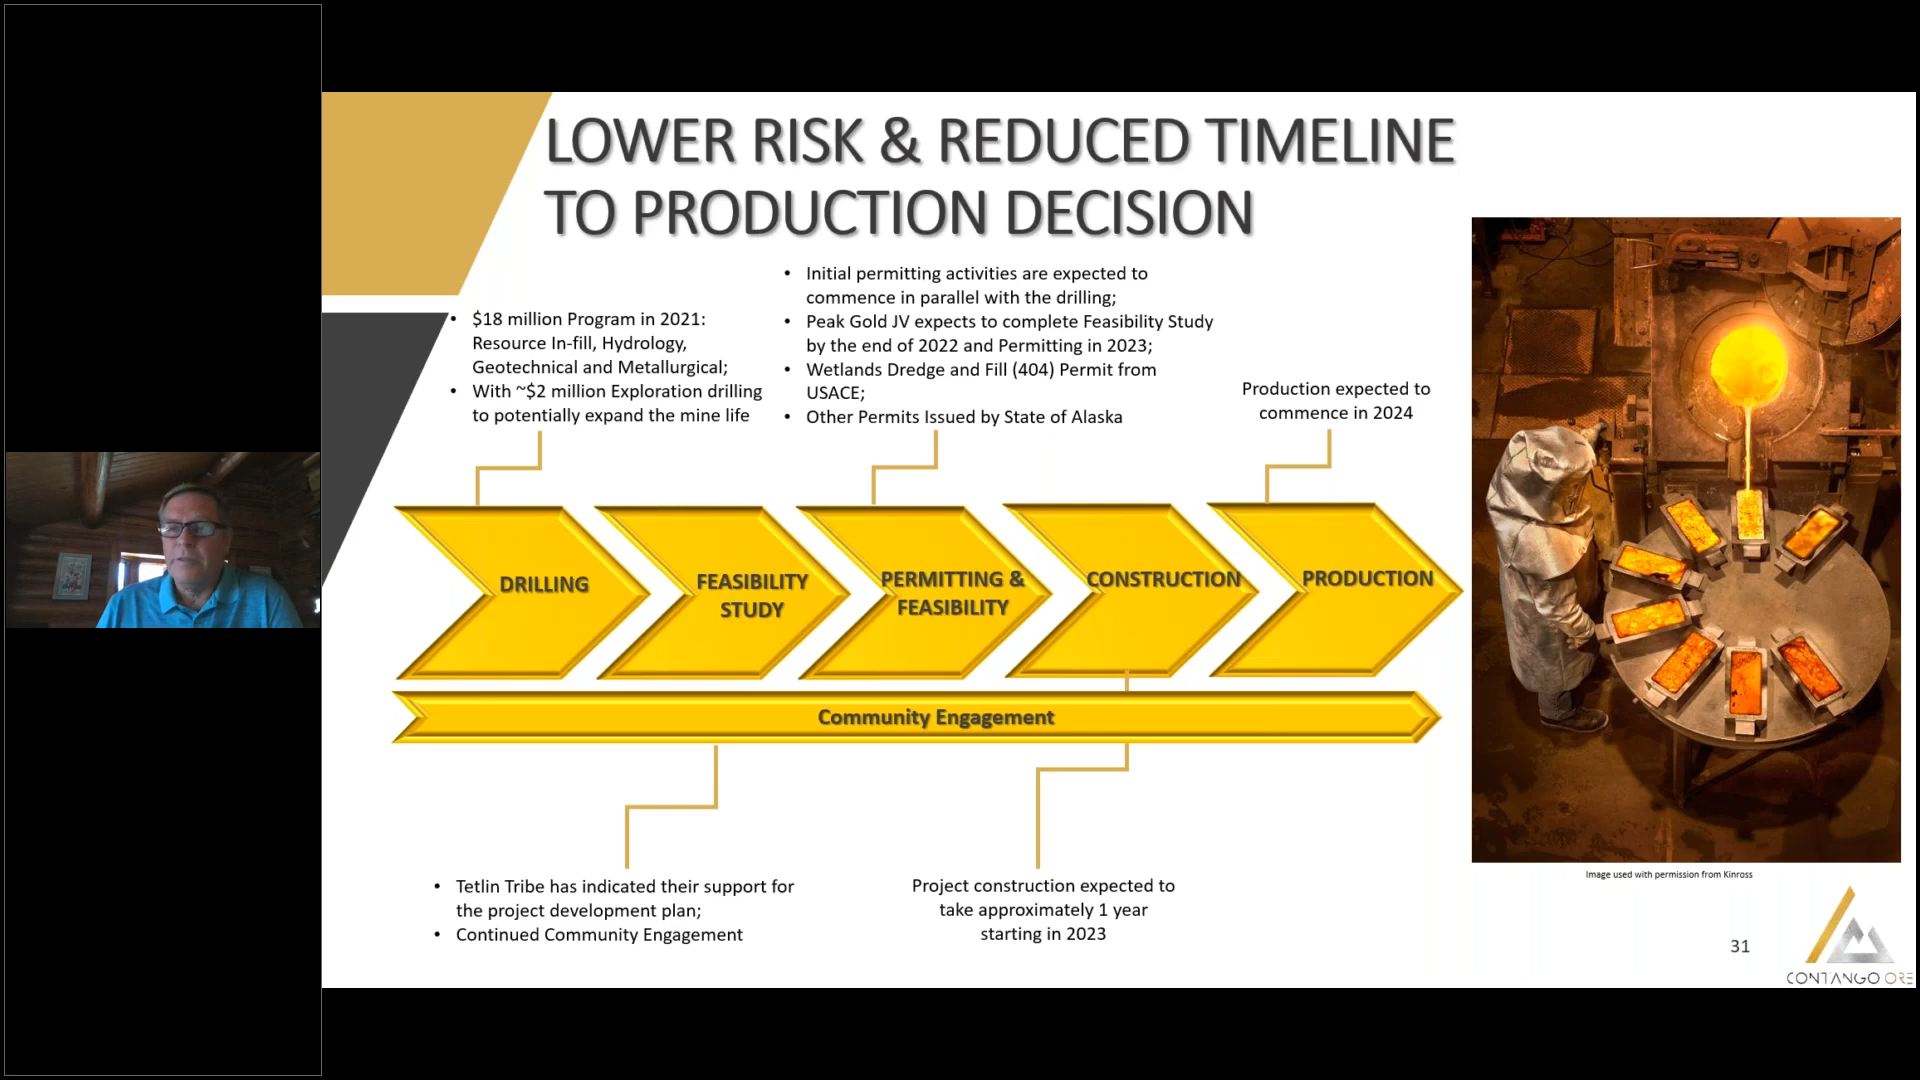 LOWER RISK & REDUCED TIMELINE
TO PRODUCTION DECISION
• $18 million Program in 2021:
Resource In-fill, Hydrology,
Geotechnical and Metallurgical;
• With ~$2 million Exploration drilling
to potentially expand the mine life
• Initial permitting activities are expected to
commence in parallel with the drilling;
• Peak Gold JV expects to complete Feasibility Study
by the end of 2022 and Permitting in 2023;
• Wetlands Dredge and Fill (404) Permit from
USACE;
• Other Permits Issued by State of Alaska
Production expected to
commence in 2024
DRILLING
FEASIBILITY
STUDY
PERMITTING &
FEASIBILITY
CONSTRUCTION
PRODUCTION
Community Engagement
• Tetlin Tribe has indicated their support for
the project development plan;
• Continued Community Engagement
Project construction expected to
take approximately 1 year
starting in 2023
Image used with permission from Kinross
31
CONTANGO ORE